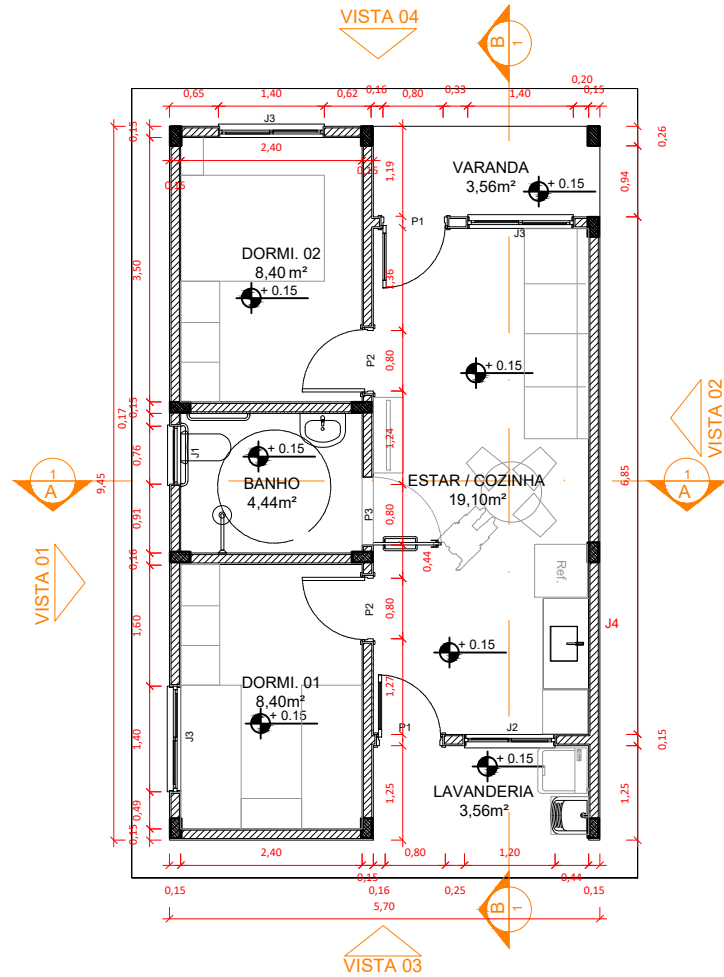 VISTA 04
B
1
0,20
0,65
1,40
0,62
0,16
0,80
0,33
1,40
0,15
J3
2,40
0,15
0,15
0,15
0,26
1,19
VARANDA
3,56m²
+ 0.15
0,94
P1
J3
DORMI. 02
8,40 m²
+ 0.15
3,50
1,36
P2
0,80
+ 0.15
0,15
0,17
VISTA 02
J1
0,76
+ 0.15
1,24
BANHO
4,44m²
ESTAR / COZINHA
19,10m²
1
A
9,45
6,85
1
A
0,91
P3
0,80
0,44
0,16
VISTA 01
Ref.
P2
0,80
1,60
J4
+ 0.15
DORMI. 01
8,40m²
+ 0.15
1,27
P1
J2
J3
1,40
0,15
+ 0.15
LAVANDERIA
3,56m²
1,25
1,25
0,49
0,15
2,40
0,15
0,80
1,20
0,44
0,15
0,16
0,25
0,15
5,70
B
1
VISTA 03